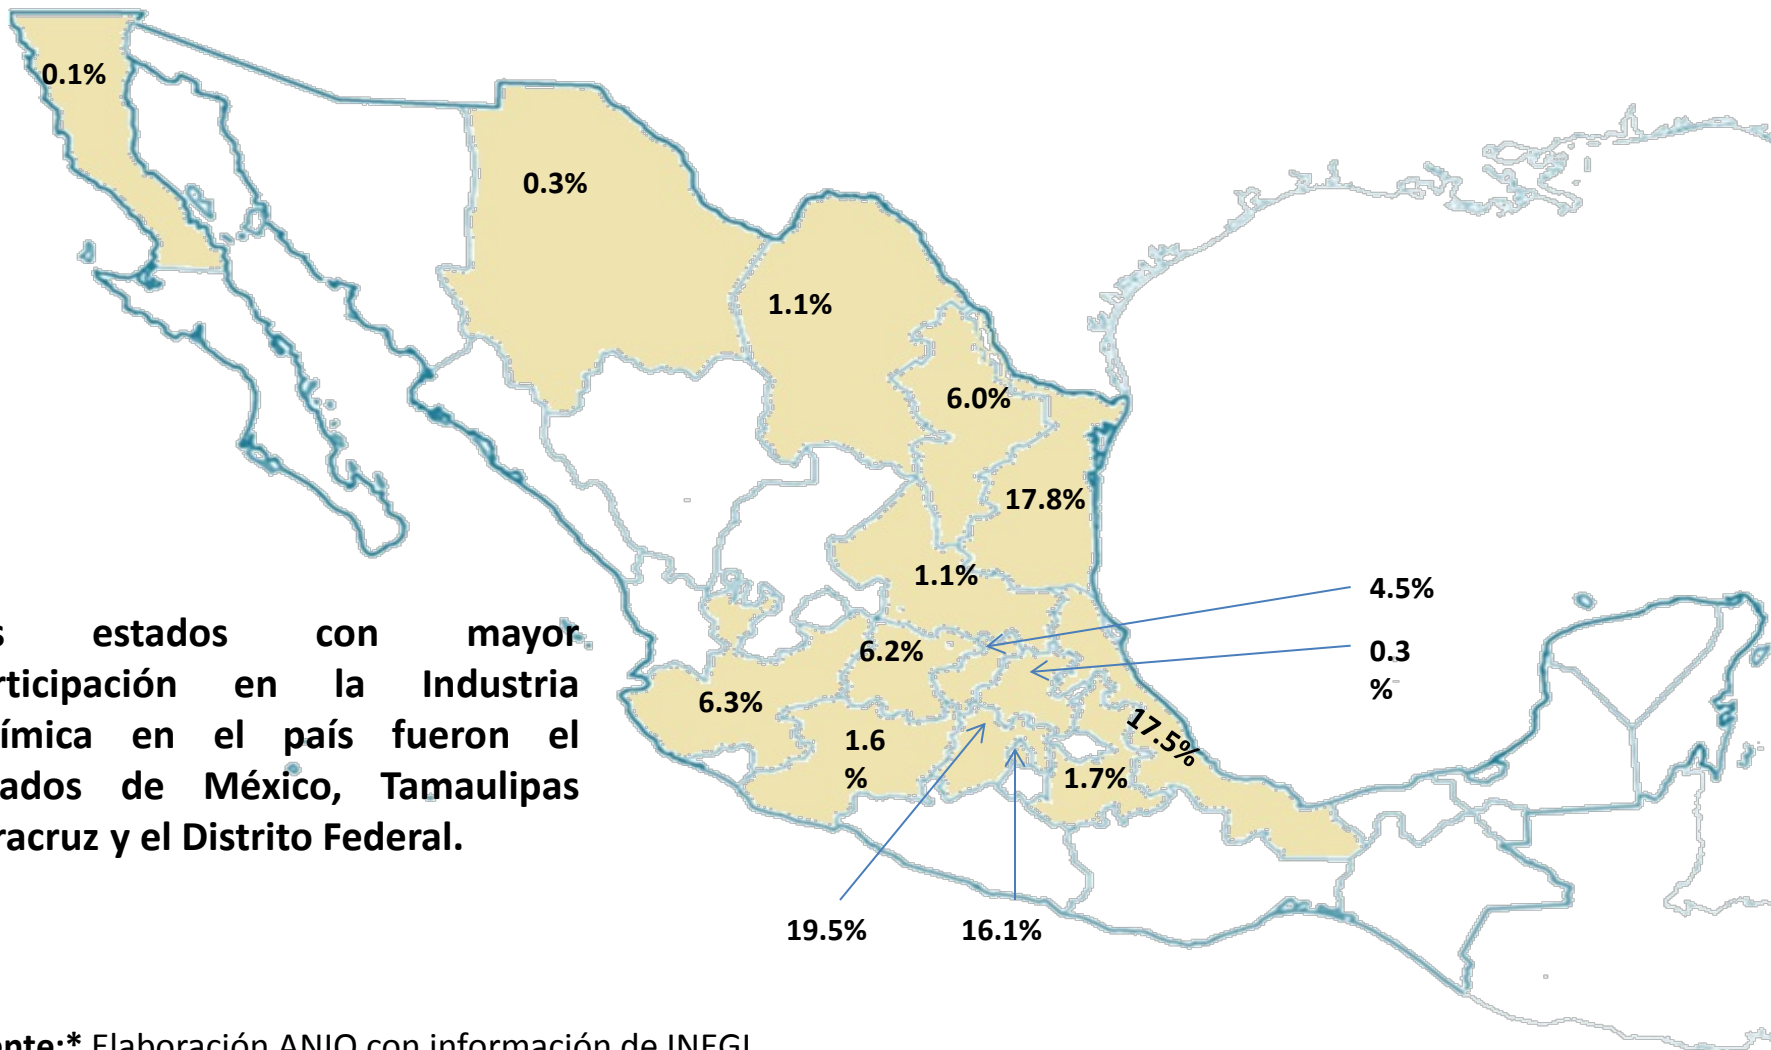 0.1%
0.3%
1.1%
6.0%
17.8%
1.1%
4.5%
6.2%
0.3
%
6.3%
17.5%
1.6
%
1.7%
19.5%
16.1%
s estados con mayor
rticipación en la Industria
ímica en el país fueron el
tados de México, Tamaulipas
racruz y el Distrito Federal.
ente:* Elaboración ANIQ con información de INEGI